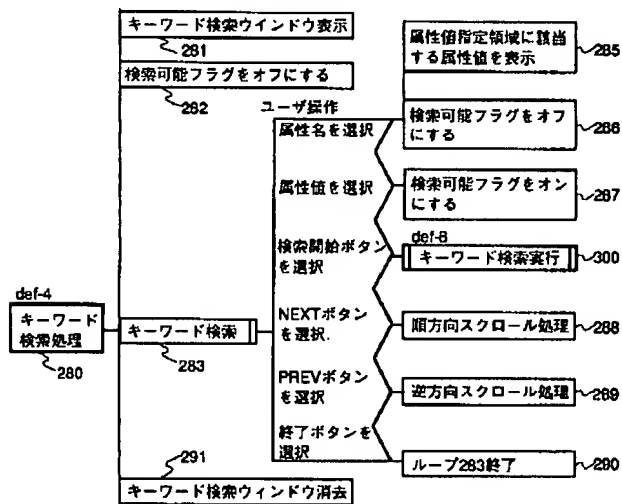 キーワード検索ウインドウ表示
281
検索可能フラグをオフにする
282
ユーザ操作
属性名を選択
属性値指定領域に該当
する属性値を表示
285
検索可能フラグをオフ
にする
286
属性値を選択
検索可能フラグをオン
にする
287
検索開始ボタン
を選択
def-8
キーワード検索実行
300
def-4
キーワード
検索処理
280
キーワード検索
283
NEXTボタン
を選択.
順方向スクロール処理
288
PREVボタン
を選択
逆方向スクロール処理
289
終了ボタンを
選択
ループ283終了
290
291
キーワード検索ウィンドウ消去